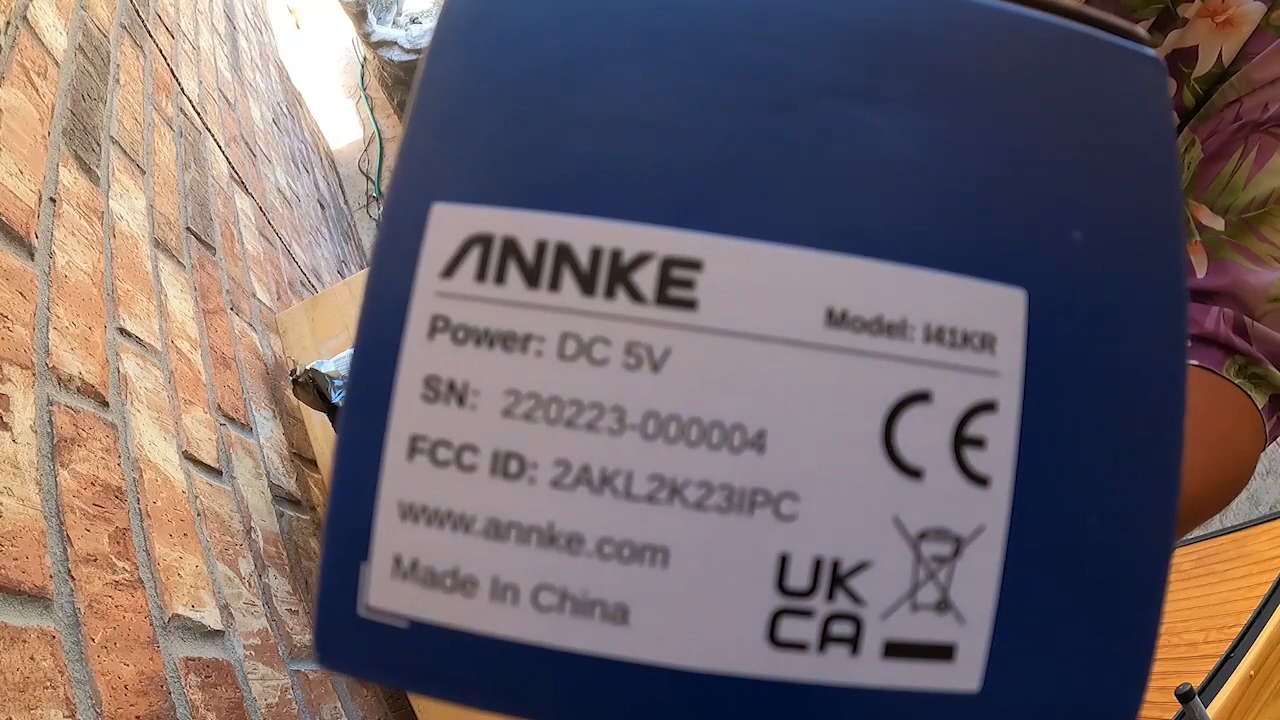 ANNKE
Model: I41KR
Power: DC 5V
SN: 220223-000004
FCC ID: 2AKL2K23IPC
www.annke.com
Made In China
CE
UK
CA